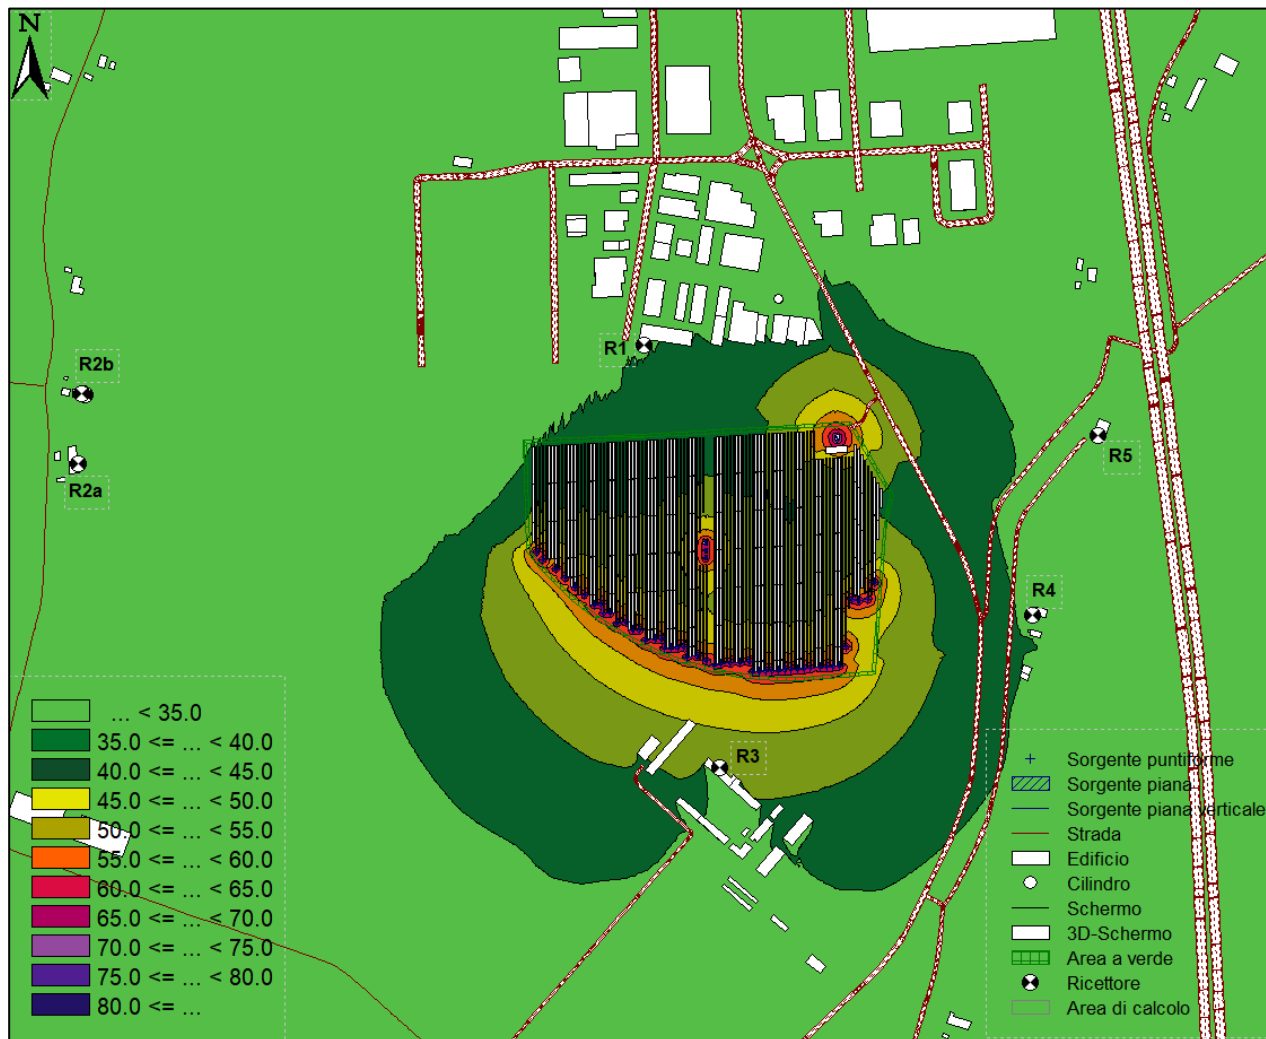 N
R2b
R2a
R1
R5
R4
R3
... < 35.0
35.0 <= ... < 40.0
40.0 <= ... < 45.0
45.0 <= ... < 50.0
50.0 <= ... < 55.0
55.0 <= ... < 60.0
60.0 <= ... < 65.0
65.0 <= ... < 70.0
70.0 <= ... < 75.0
75.0 <= ... < 80.0
80.0 <= ...
Sorgente puntiforme
Sorgente piana
Sorgente piana verticale
Strada
Edificio
Cilindro
Schermo
3D-Schermo
Area a verde
Ricettore
Area di calcolo